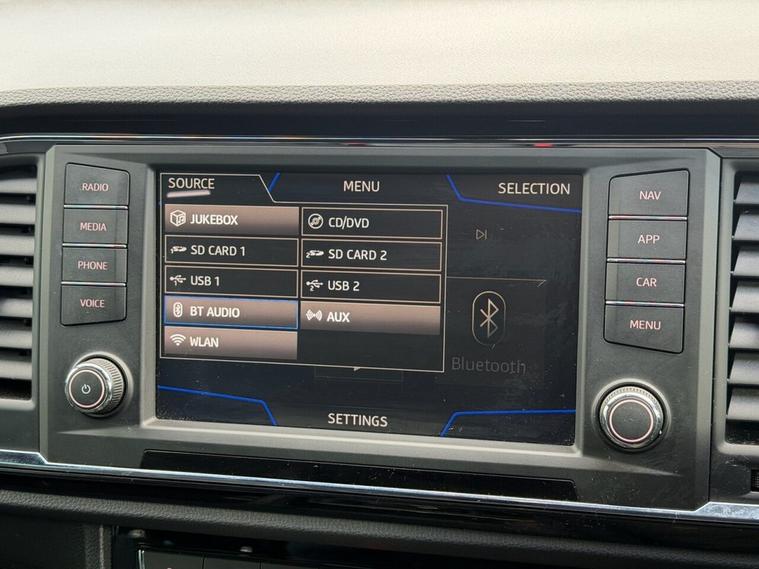 RADIO
MEDIA
PHONE
VOICE
SOURCE
MENU
SELECTION
JUKEBOX
CD/DVD
SD CARD 1
SD CARD 2
USB 1
USB 2
BT AUDIO
AUX
WLAN
Bluetooth
SETTINGS
NAV
APP
CAR
MENU